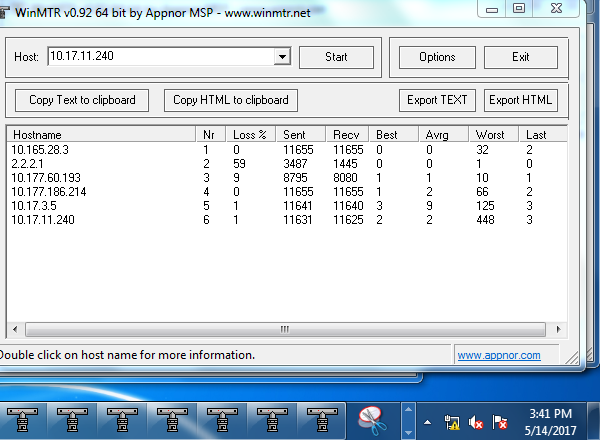 WinMTR v0.92 64 bit by Appnor MSP - www.winmtr.net
Host: 10.17.11.240 Start Options Exit
Copy Text to clipboard Copy HTML to clipboard Export TEXT Export HTML
Hostname Nr Loss % Sent Recv Best Avrg Worst Last
10.165.28.3 1 0 11655 11655 0 0 32 2
2.2.2.1 2 59 3487 1445 0 0 1 0
10.177.60.193 3 9 8795 8080 1 1 10 1
10.177.186.214 4 0 11655 11655 1 2 66 2
10.17.3.5 5 1 11641 11640 3 9 125 3
10.17.11.240 6 1 11631 11625 2 2 448 3
Double click on host name for more information. www.appnor.com
3:41 PM
5/14/2017